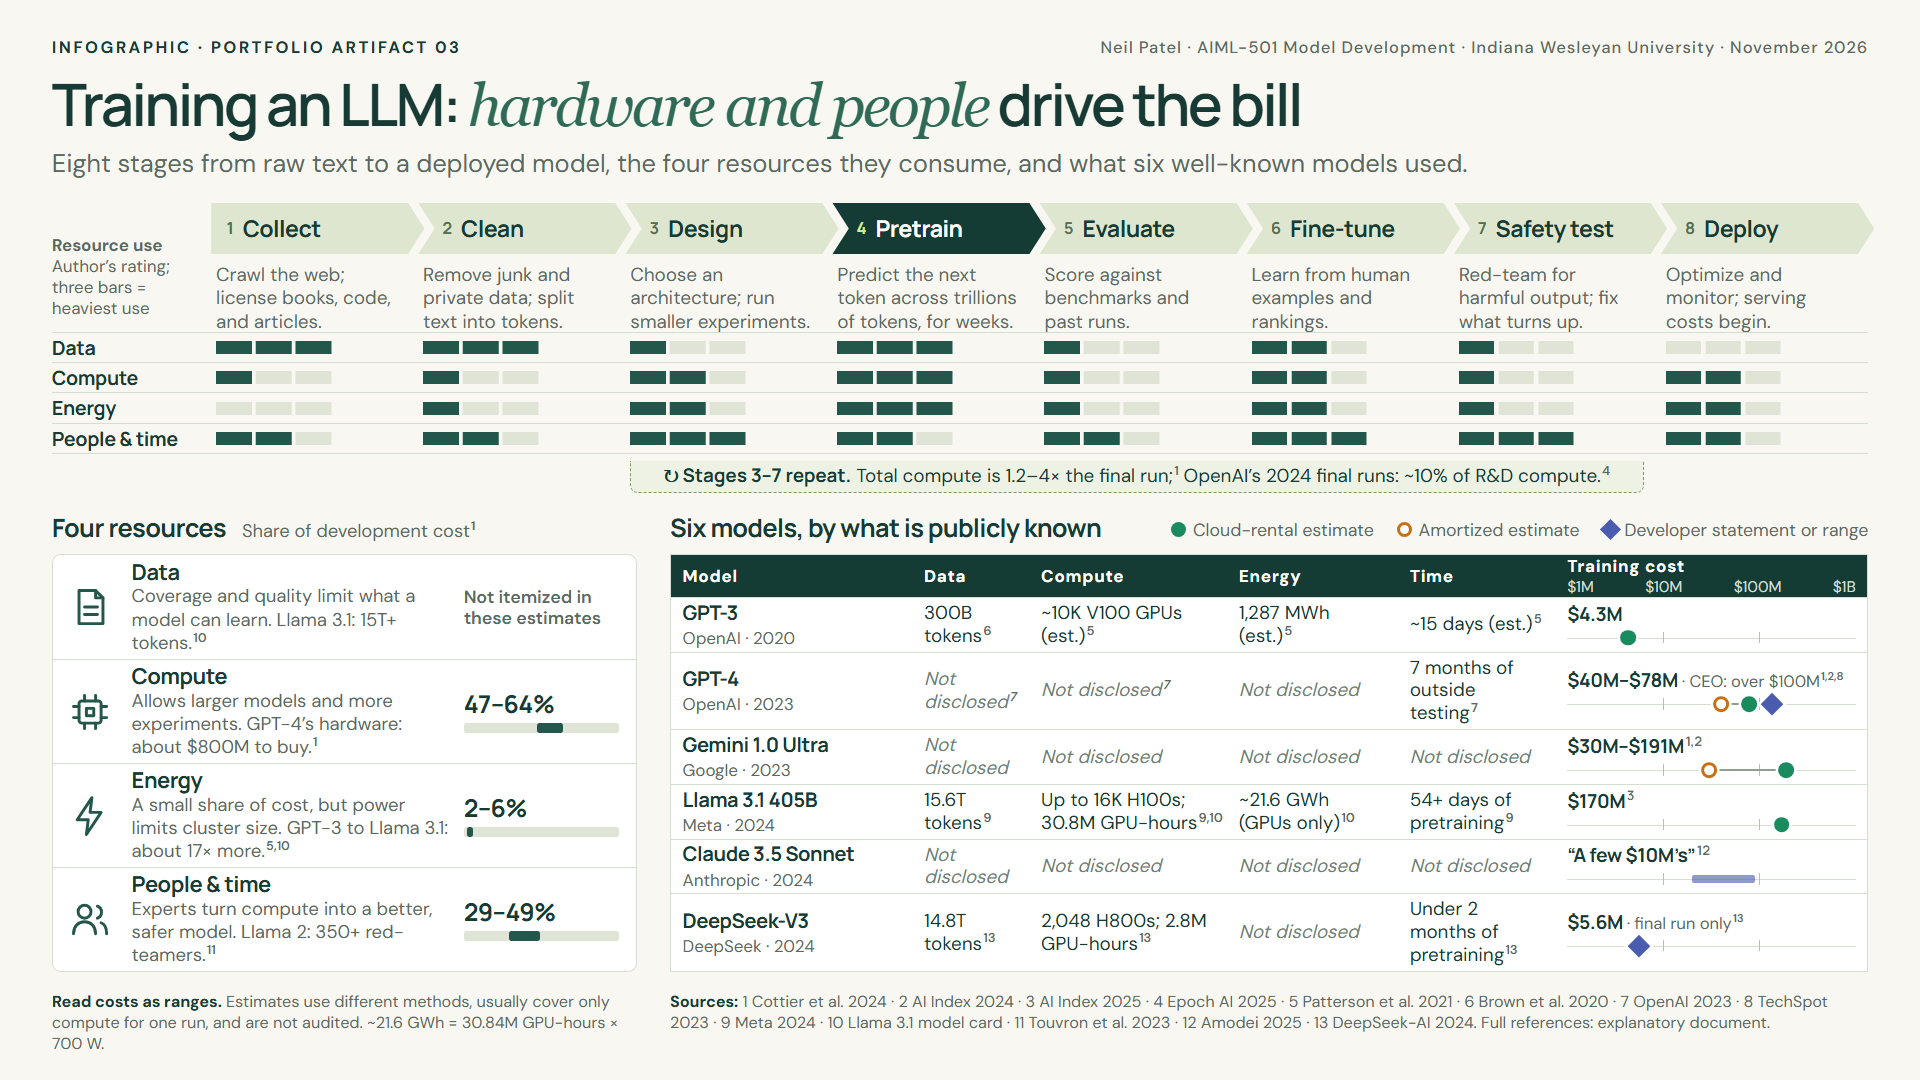 INFOGRAPHIC · PORTFOLIO ARTIFACT 03
Neil Patel · AIML-501 Model Development · Indiana Wesleyan University · November 2026
Training an LLM: hardware and people drive the bill
Eight stages from raw text to a deployed model, the four resources they consume, and what six well-known models used.
Resource use
Author's rating;
three bars =
heaviest use
1 Collect
Crawl the web;
license books, code,
and articles.
2 Clean
Remove junk and
private data; split
text into tokens.
3 Design
Choose an
architecture; run
smaller experiments.
4 Pretrain
Predict the next
token across trillions
of tokens, for weeks.
5 Evaluate
Score against
benchmarks and
past runs.
6 Fine-tune
Learn from human
examples and
rankings.
7 Safety test
Red-team for
harmful output; fix
what turns up.
8 Deploy
Optimize and
monitor; serving
costs begin.
Data
Compute
Energy
People & time
↻ Stages 3–7 repeat. Total compute is 1.2–4× the final run;¹ OpenAI's 2024 final runs: ~10% of R&D compute.⁴
Four resources Share of development cost¹
Data
Coverage and quality limit what a
model can learn. Llama 3.1: 15T+
tokens.¹⁰
Not itemized in
these estimates
Compute
Allows larger models and more
experiments. GPT-4's hardware:
about $800M to buy.¹
47–64%
Energy
A small share of cost, but power
limits cluster size. GPT-3 to Llama 3.1:
about 17× more.⁵,¹⁰
2–6%
People & time
Experts turn compute into a better,
safer model. Llama 2: 350+ red-
teamers.¹¹
29–49%
Six models, by what is publicly known
Cloud-rental estimate
Amortized estimate
Developer statement or range
Model
Data
Compute
Energy
Time
Training cost
$1M $10M $100M $1B
GPT-3
OpenAI · 2020
300B
tokens⁶
~10K V100 GPUs
(est.)⁵
1,287 MWh
(est.)⁵
~15 days (est.)⁵
$4.3M
GPT-4
OpenAI · 2023
Not
disclosed⁷
Not disclosed⁷
Not disclosed
7 months of
outside
testing⁷
$40M–$78M · CEO: over $100M¹,²,⁸
Gemini 1.0 Ultra
Google · 2023
Not
disclosed
Not disclosed
Not disclosed
Not disclosed
$30M–$191M¹,²
Llama 3.1 405B
Meta · 2024
15.6T
tokens⁹
Up to 16K H100s;
30.8M GPU-hours⁹,¹⁰
~21.6 GWh
(GPUs only)¹⁰
54+ days of
pretraining⁹
$170M³
Claude 3.5 Sonnet
Anthropic · 2024
Not
disclosed
Not disclosed
Not disclosed
Not disclosed
“A few $10M’s”¹²
DeepSeek-V3
DeepSeek · 2024
14.8T
tokens¹³
2,048 H800s; 2.8M
GPU-hours¹³
Not disclosed
Under 2
months of
pretraining¹³
$5.6M · final run only¹³
Read costs as ranges. Estimates use different methods, usually cover only
compute for one run, and are not audited. ~21.6 GWh = 30.84M GPU-hours ×
700 W.
Sources: 1 Cottier et al. 2024 · 2 AI Index 2024 · 3 AI Index 2025 · 4 Epoch AI 2025 · 5 Patterson et al. 2021 · 6 Brown et al. 2020 · 7 OpenAI 2023 · 8 TechSpot
2023 · 9 Meta 2024 · 10 Llama 3.1 model card · 11 Touvron et al. 2023 · 12 Amodei 2025 · 13 DeepSeek-AI 2024. Full references: explanatory document.